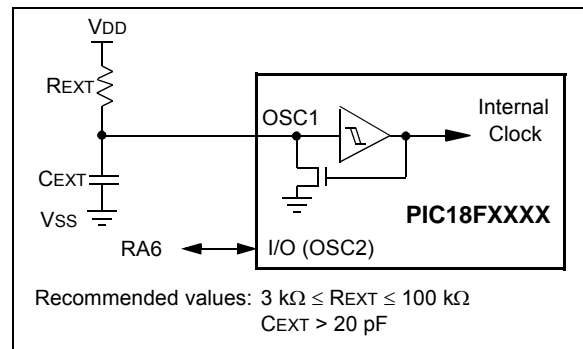 VDD
REXT
OSC1
Internal
Clock
CEXT
VSS
PIC18FXXXX
RA6
I/O (OSC2)
Recommended values: 3 kΩ ≤ REXT ≤ 100 kΩ
CEXT > 20 pF